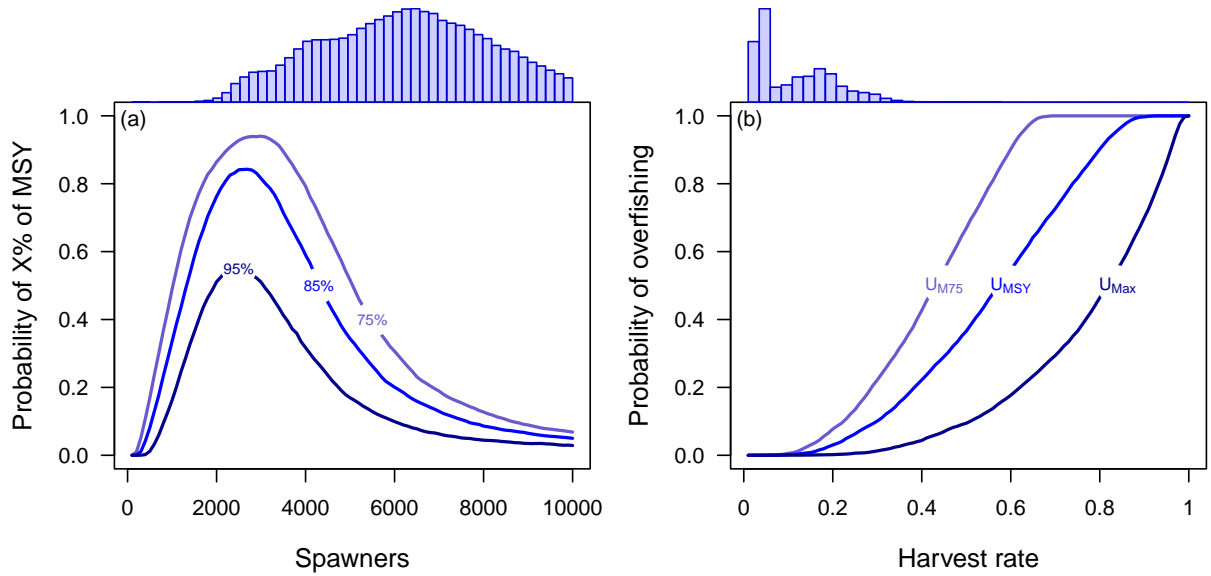 (a)
Probability of X% of MSY
1.0
0.8
0.6
0.4
0.2
0.0
95%
85%
75%
0 2000 4000 6000 8000 10000
Spawners
(b)
Probability of overfishing
1.0
0.8
0.6
0.4
0.2
0.0
UM75 UMSY UMax
0 0.2 0.4 0.6 0.8 1
Harvest rate